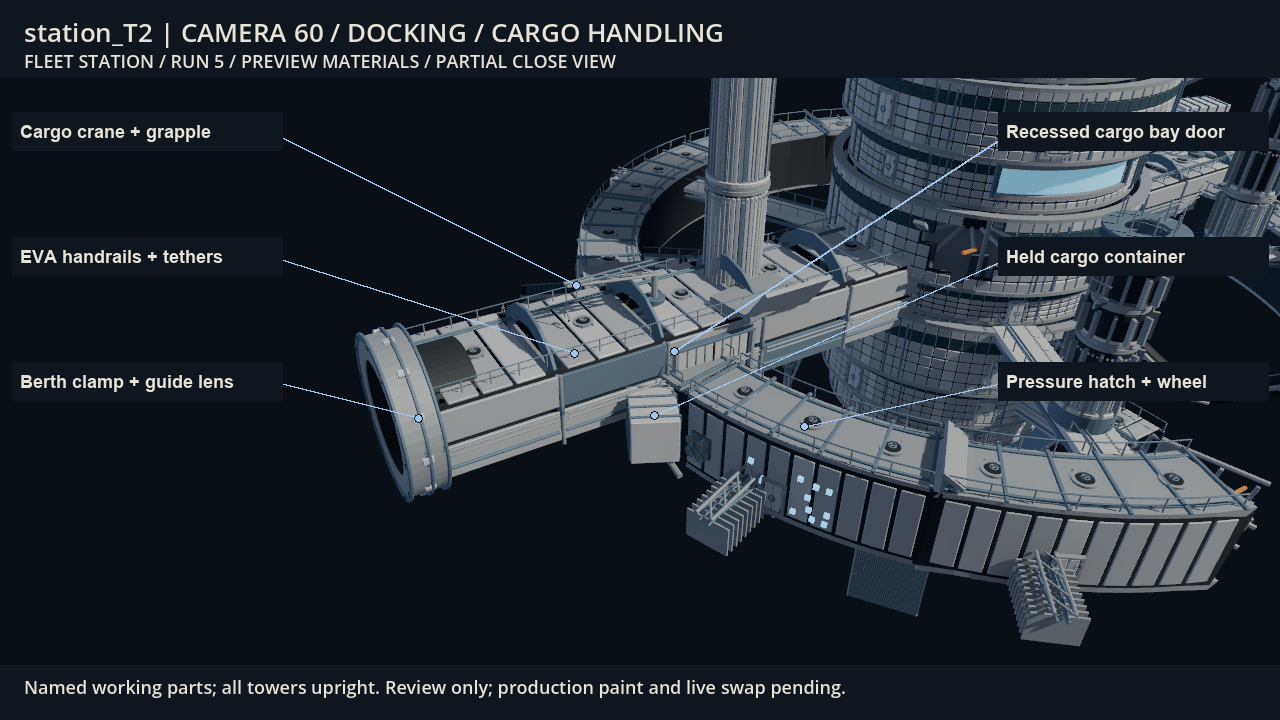 station_T2 | CAMERA 60 / DOCKING / CARGO HANDLING
FLEET STATION / RUN 5 / PREVIEW MATERIALS / PARTIAL CLOSE VIEW
Cargo crane + grapple
Recessed cargo bay door
EVA handrails + tethers
Held cargo container
Berth clamp + guide lens
Pressure hatch + wheel
Named working parts; all towers upright. Review only; production paint and live swap pending.